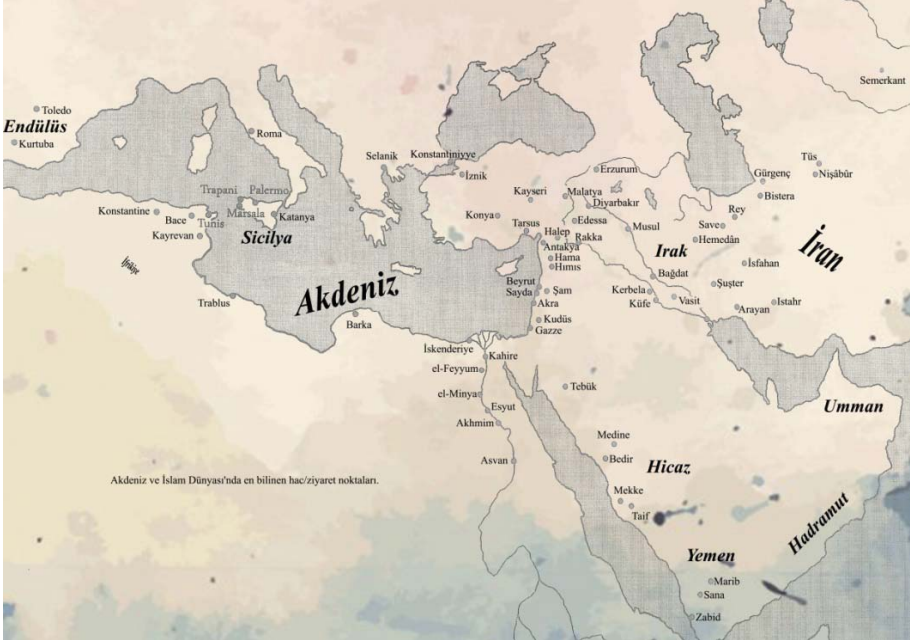 Semerkant
Toledo
Endülüs
Kurtuba
Roma
Selanik
Konstantiniyye
İznik
Erzurum
Tüs
Gürgenç
Nişâbûr
Bistera
Kayseri
Malatya
Diyarbakır
Trapani
Palermo
Marsala
Katanya
Konstantine
Bace
Tunis
Kayrevan
Sicilya
Konya
Tarsus
Edessa
Musul
Rey
Save
Hemedân
Halep
Rakka
Antakya
Hama
Hıms
Irak
İran
İfrikiye
Bağdat
İsfahan
Beyrut
Sayda
Şam
Kerbela
Şuşter
Akdeniz
Trablus
Akra
Küfe
Vasit
Arayan
Istahr
Barka
Kudüs
Gazze
İskenderiye
Kahire
el-Feyyum
Tebük
el-Minya
Esyut
Umman
Akhmim
Medine
Asvan
Bedir
Hicaz
Akdeniz ve İslam Dünyası'nda en bilinen hac/ziyaret noktaları.
Mekke
Taif
Hadramut
Yemen
Marib
Sana
Zabid